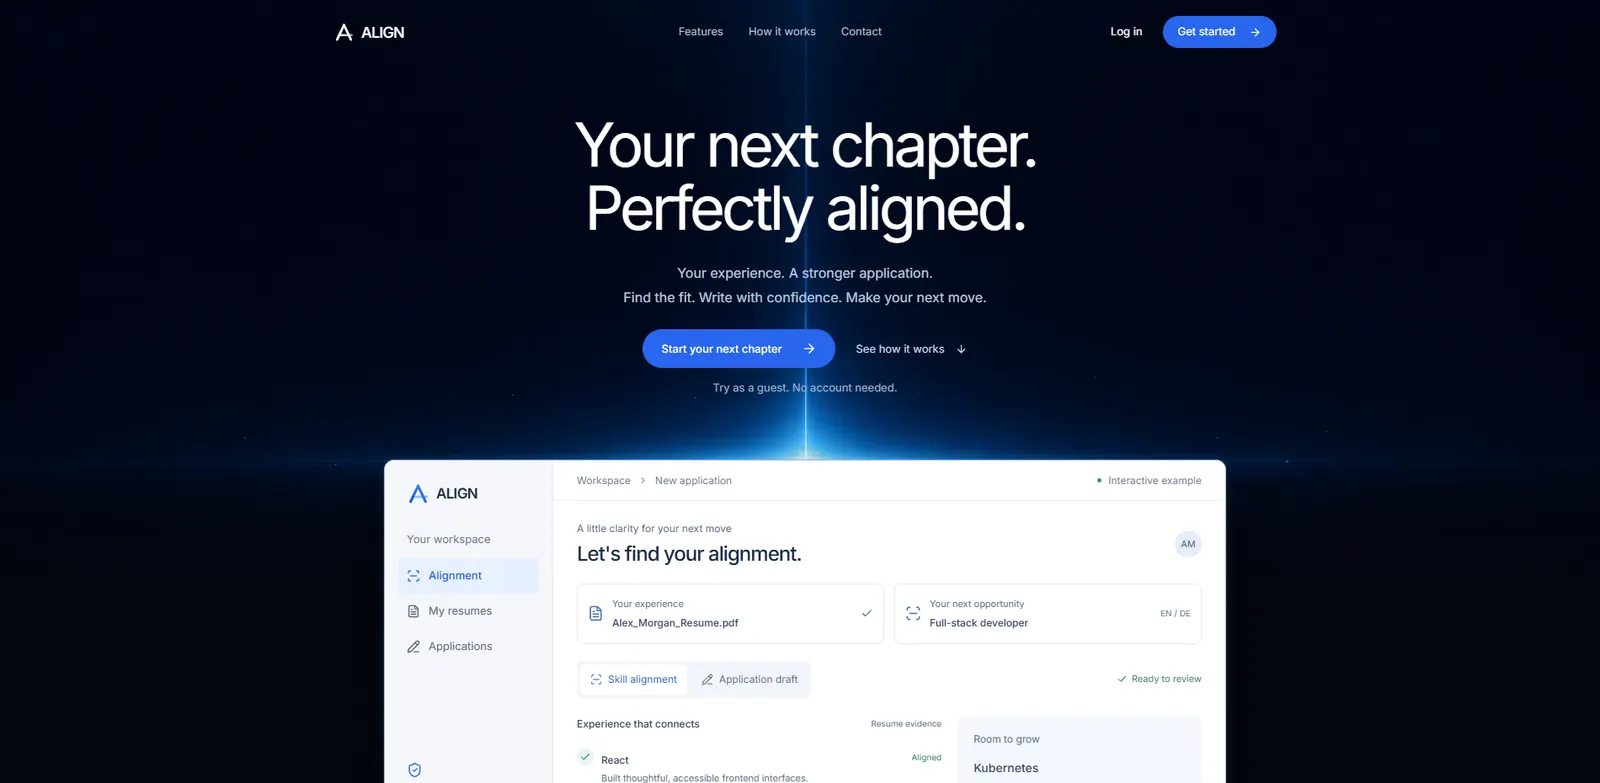 ALIGN
Features
How it works
Contact
Log in
Get started
Your next chapter.
Perfectly aligned.
Your experience. A stronger application.
Find the fit. Write with confidence. Make your next move.
Start your next chapter
See how it works
Try as a guest. No account needed.
ALIGN
Your workspace
Alignment
My resumes
Applications
Workspace
New application
Interactive example
A little clarity for your next move
Let's find your alignment.
AM
Your experience
Alex_Morgan_Resume.pdf
Your next opportunity
Full-stack developer
EN / DE
Skill alignment
Application draft
Ready to review
Experience that connects
Resume evidence
React
Aligned
Built thoughtful, accessible frontend interfaces.
Room to grow
Kubernetes